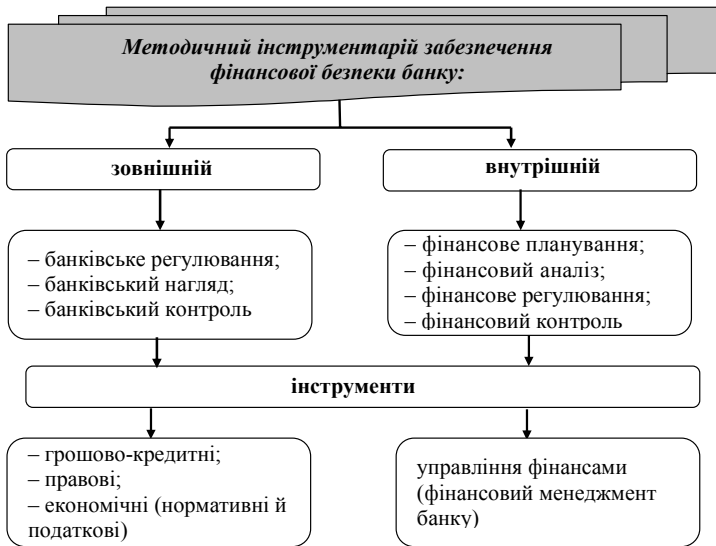 Методичний інструментарій забезпечення
фінансової безпеки банку:
зовнішній
внутрішній
– банківське регулювання;
– банківський нагляд;
– банківський контроль
– фінансове планування;
– фінансовий аналіз;
– фінансове регулювання;
– фінансовий контроль
інструменти
– грошово-кредитні;
– правові;
– економічні (нормативні й
податкові)
управління фінансами
(фінансовий менеджмент
банку)